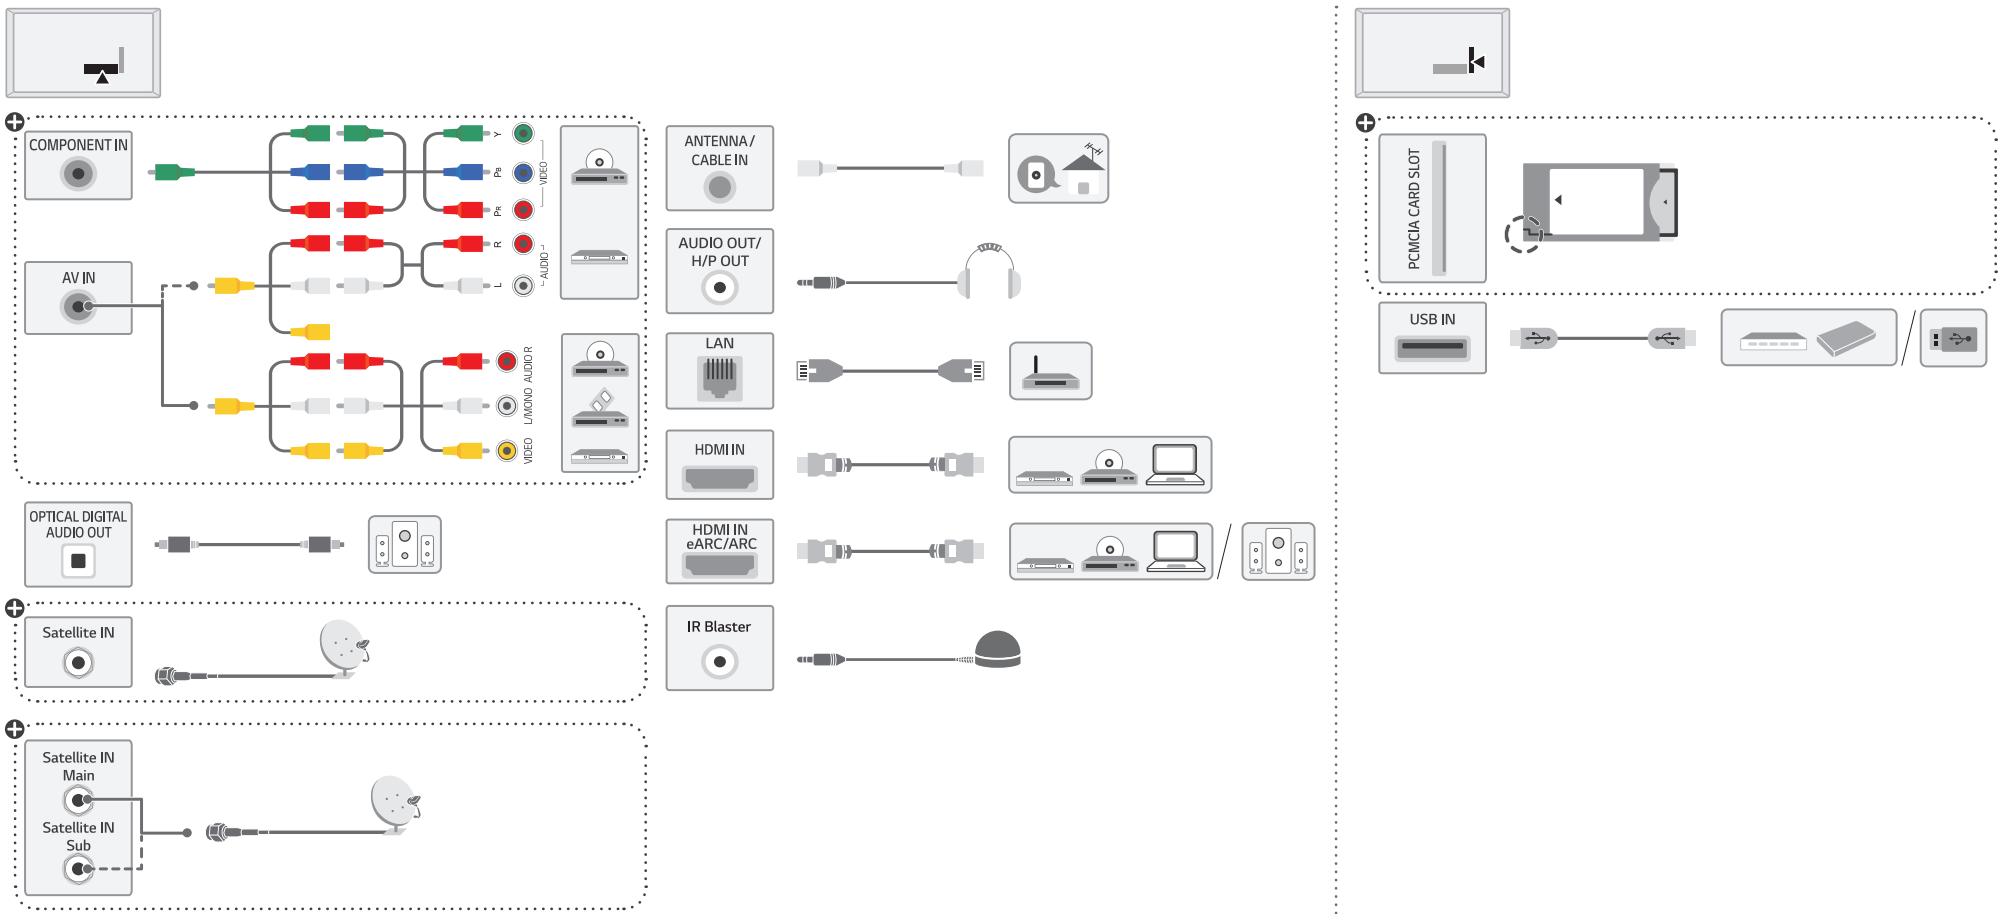 COMPONENT IN
Y
PB
PR
VIDEO
R
L
AUDIO
AV IN
AUDIO R
L/MONO
VIDEO
OPTICAL DIGITAL
AUDIO OUT
Satellite IN
Satellite IN
Main
Satellite IN
Sub
ANTENNA/
CABLE IN
AUDIO OUT/
H/P OUT
LAN
HDMI IN
HDMI IN
eARC/ARC
IR Blaster
PCMCIA CARD SLOT
USB IN